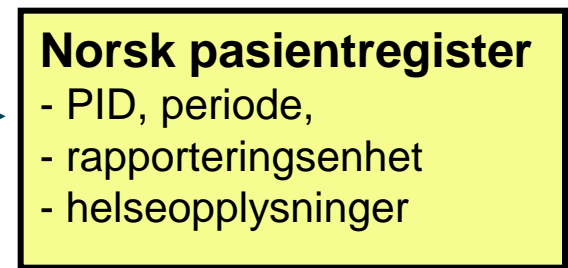 Norsk pasientregister
- PID, periode,
- rapporteringsenhet
- helseopplysninger